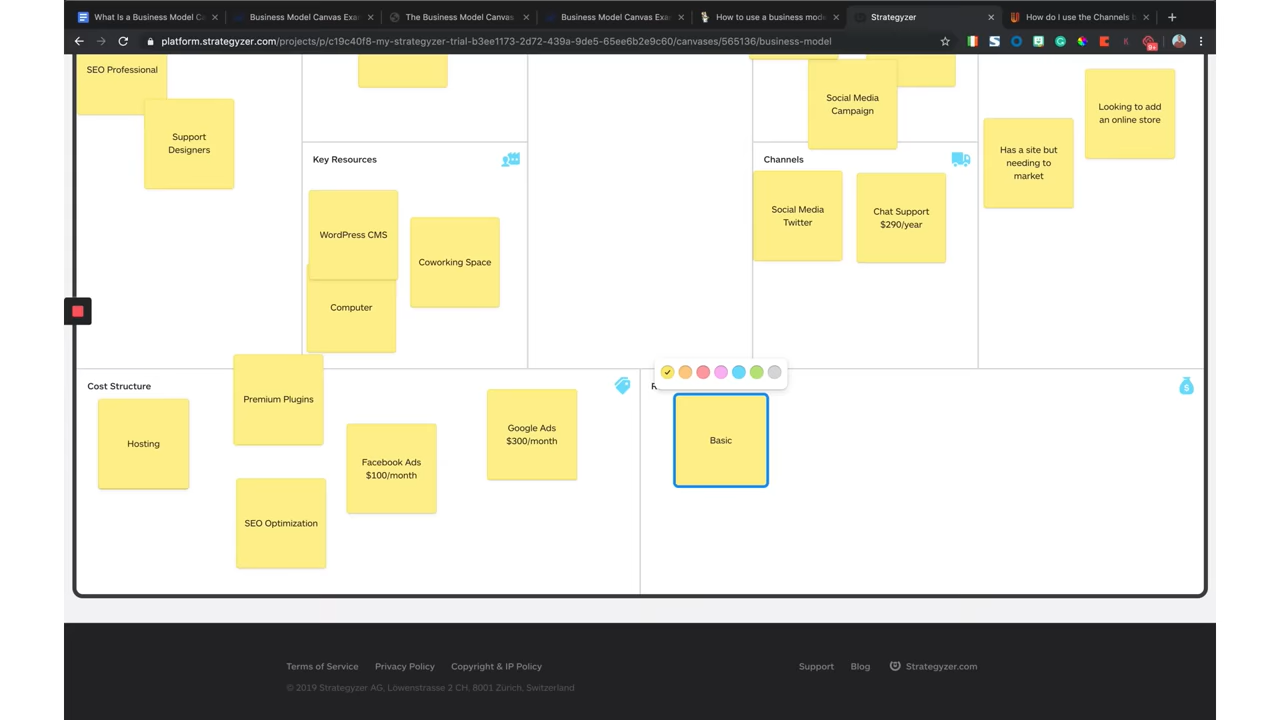 What Is a Business Model Ca
Business Model Canvas Exa
The Business Model Canvas
Business Model Canvas Exa
How to use a business mode
Strategyzer
How do I use the Channels b
platform.strategyzer.com/projects/p/c19c40f8-my-strategyzer-trial-b3ee1173-2d72-439a-9de5-65ee6b2e9c60/canvases/565136/business-model
SEO Professional
Support
Designers
Social Media
Campaign
Looking to add
an online store
Has a site but
needing to
market
Key Resources
Channels
WordPress CMS
Coworking Space
Computer
Social Media
Twitter
Chat Support
$290/year
Cost Structure
R
Hosting
Premium Plugins
Facebook Ads
$100/month
Google Ads
$300/month
SEO Optimization
Basic
Terms of Service
Privacy Policy
Copyright & IP Policy
Support
Blog
Strategyzer.com
© 2019 Strategyzer AG, Löwenstrasse 2 CH, 8001 Zürich, Switzerland